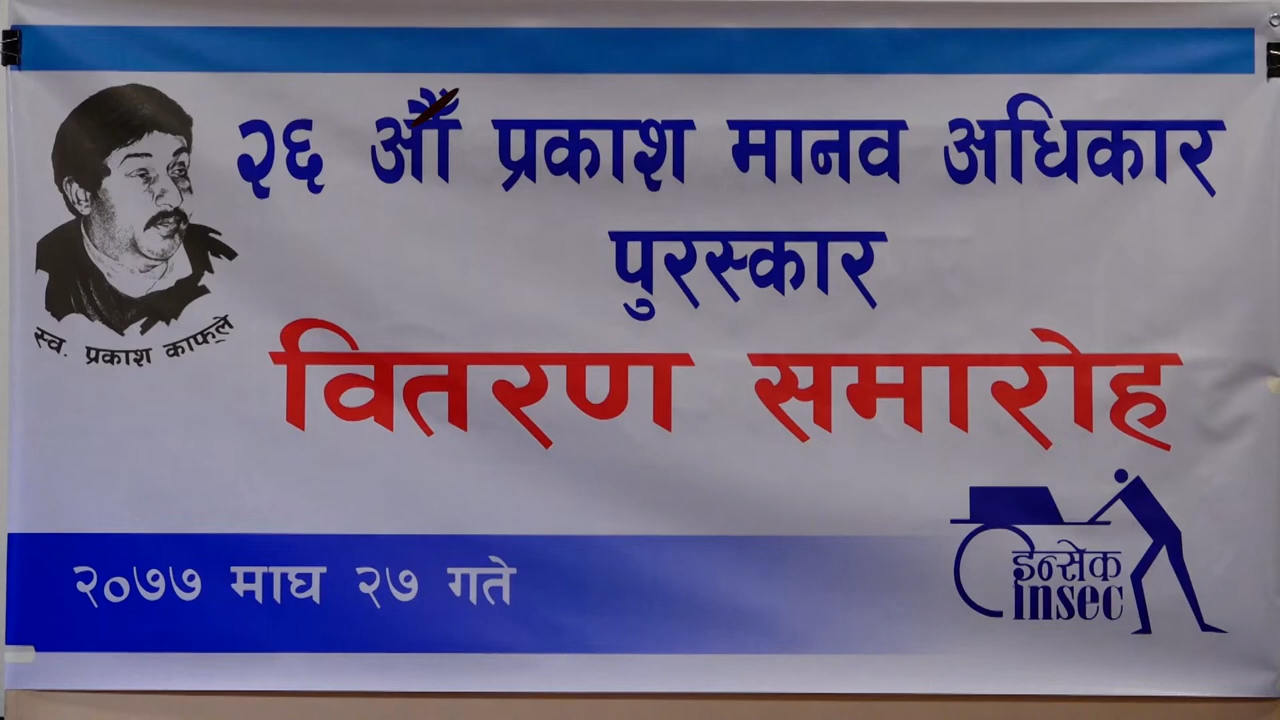 २६ औं प्रकाश मानव अधिकार
पुरस्कार
स्व. प्रकाश काफ्ले
वितरण समारोह
२०७७ माघ २७ गते
इन्सेक
insec